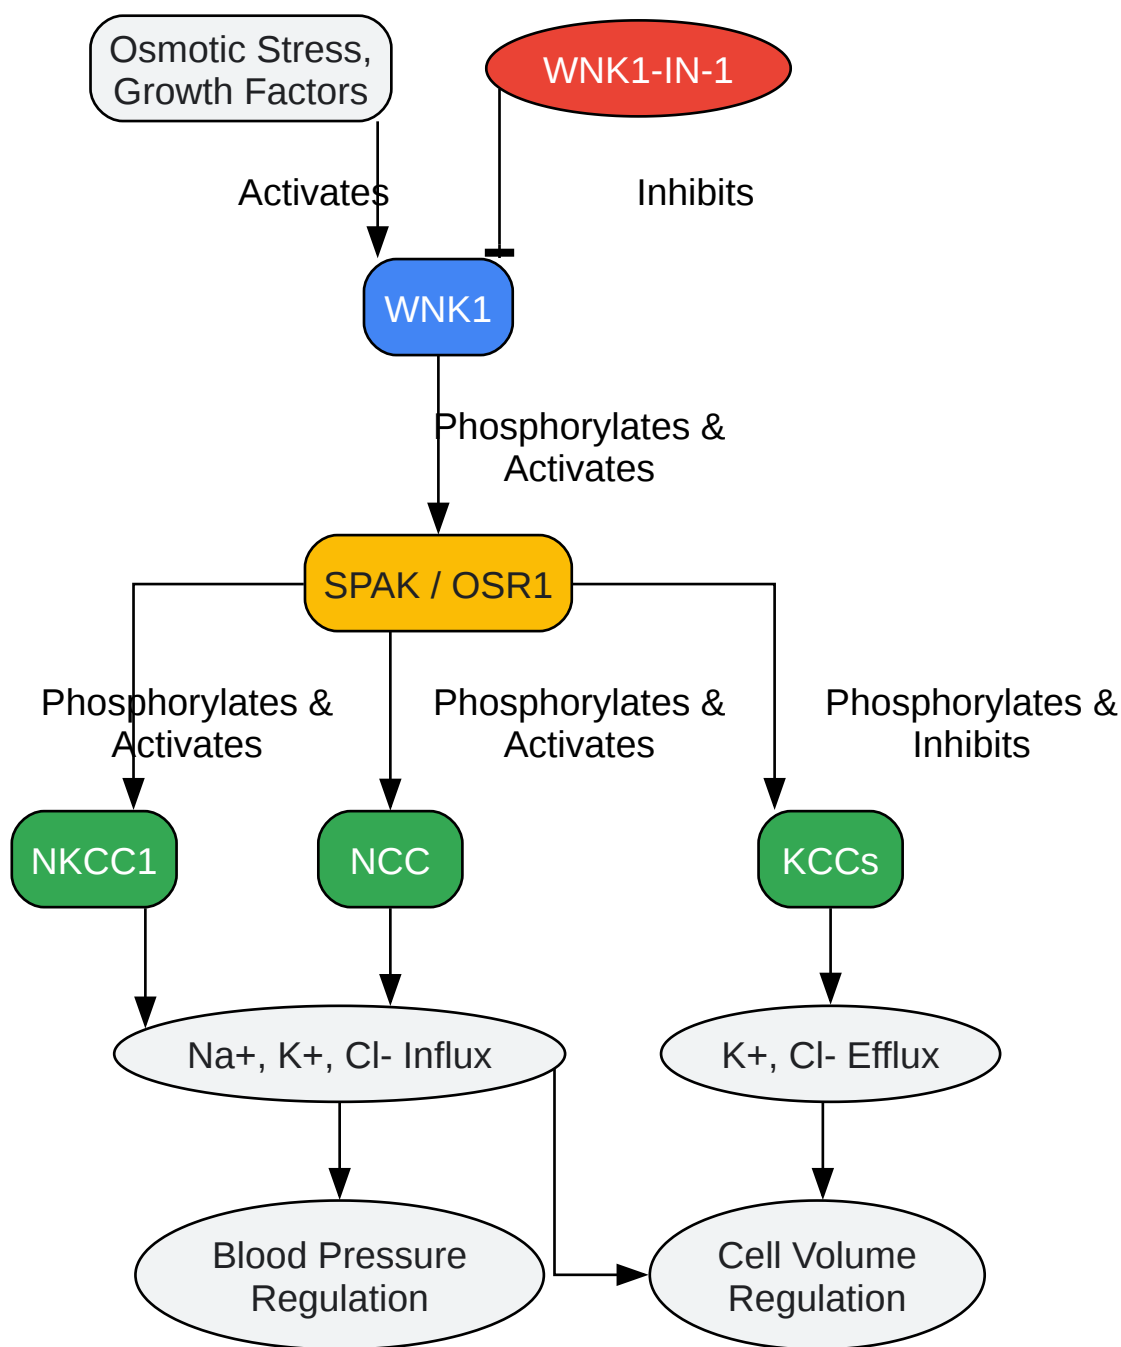 Osmotic Stress,
Growth Factors
WNK1-IN-1
Activates
Inhibits
WNK1
Phosphorylates &
Activates
SPAK / OSR1
Phosphorylates &
Activates
Phosphorylates &
Activates
Phosphorylates &
Inhibits
NKCC1
NCC
KCCs
Na+, K+, Cl- Influx
K+, Cl- Efflux
Blood Pressure
Regulation
Cell Volume
Regulation